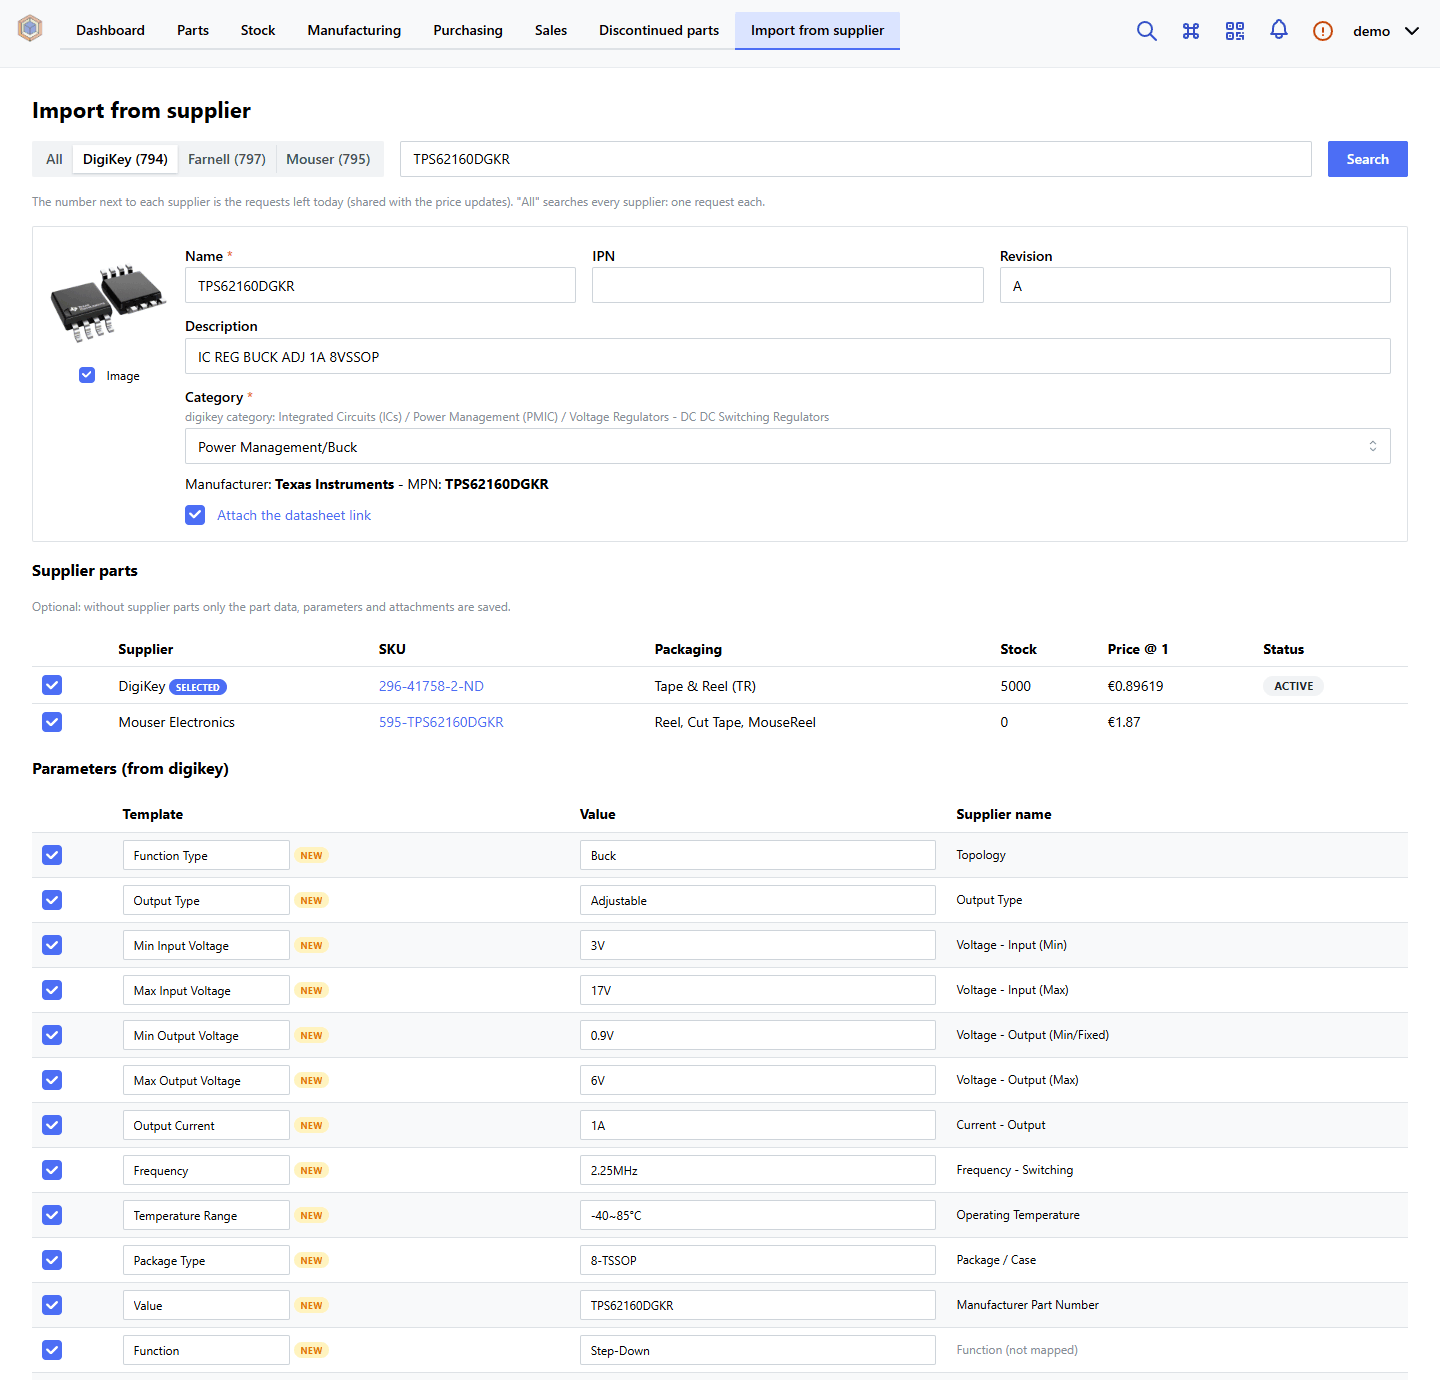 Dashboard Parts Stock Manufacturing Purchasing Sales Discontinued parts Import from supplier demo
Import from supplier
All DigiKey (794) Farnell (797) Mouser (795) TPS62160DGKR Search
The number next to each supplier is the requests left today (shared with the price updates). "All" searches every supplier: one request each.
Name * IPN Revision
TPS62160DGKR A
Description
IC REG BUCK ADJ 1A 8VSSOP
Image
Category *
digikey category: Integrated Circuits (ICs) / Power Management (PMIC) / Voltage Regulators - DC DC Switching Regulators
Power Management/Buck
Manufacturer: Texas Instruments - MPN: TPS62160DGKR
Attach the datasheet link
Supplier parts
Optional: without supplier parts only the part data, parameters and attachments are saved.
Supplier SKU Packaging Stock Price @ 1 Status
DigiKey SELECTED 296-41758-2-ND Tape & Reel (TR) 5000 €0.89619 ACTIVE
Mouser Electronics 595-TPS62160DGKR Reel, Cut Tape, MouseReel 0 €1.87
Parameters (from digikey)
Template Value Supplier name
Function Type NEW Buck Topology
Output Type NEW Adjustable Output Type
Min Input Voltage NEW 3V Voltage - Input (Min)
Max Input Voltage NEW 17V Voltage - Input (Max)
Min Output Voltage NEW 0.9V Voltage - Output (Min/Fixed)
Max Output Voltage NEW 6V Voltage - Output (Max)
Output Current NEW 1A Current - Output
Frequency NEW 2.25MHz Frequency - Switching
Temperature Range NEW -40~85°C Operating Temperature
Package Type NEW 8-TSSOP Package / Case
Value NEW TPS62160DGKR Manufacturer Part Number
Function NEW Step-Down Function (not mapped)